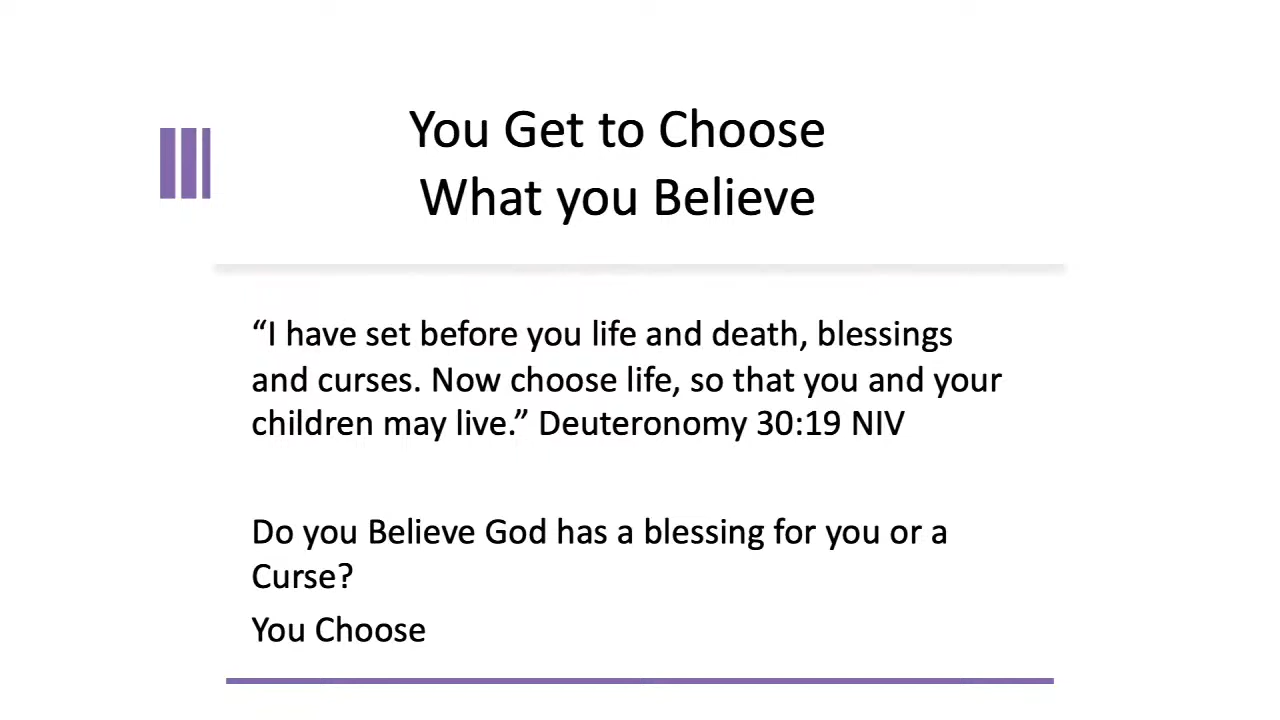 You Get to Choose
What you Believe
“I have set before you life and death, blessings
and curses. Now choose life, so that you and your
children may live.” Deuteronomy 30:19 NIV
Do you Believe God has a blessing for you or a
Curse?
You Choose